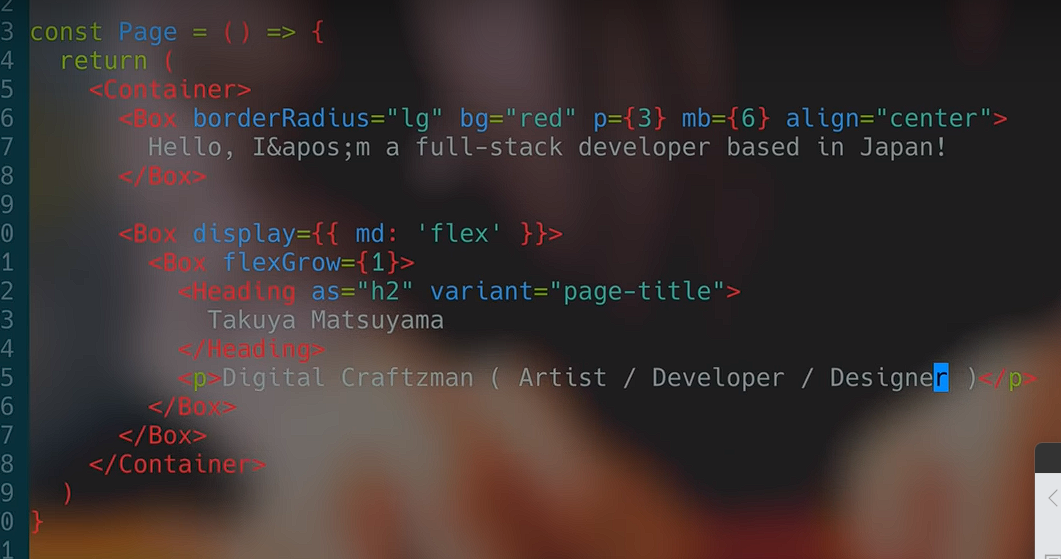 2
3 const Page = () => {
4   return (
5     <Container>
6       <Box borderRadius="lg" bg="red" p={3} mb={6} align="center">
7         Hello, I&apos;m a full-stack developer based in Japan!
8       </Box>
9
0       <Box display={{ md: 'flex' }}>
1         <Box flexGrow={1}>
2           <Heading as="h2" variant="page-title">
3             Takuya Matsuyama
4           </Heading>
5           <p>Digital Craftzman ( Artist / Developer / Designer )</p>
6         </Box>
7       </Box>
8     </Container>
9   )
0 }
1